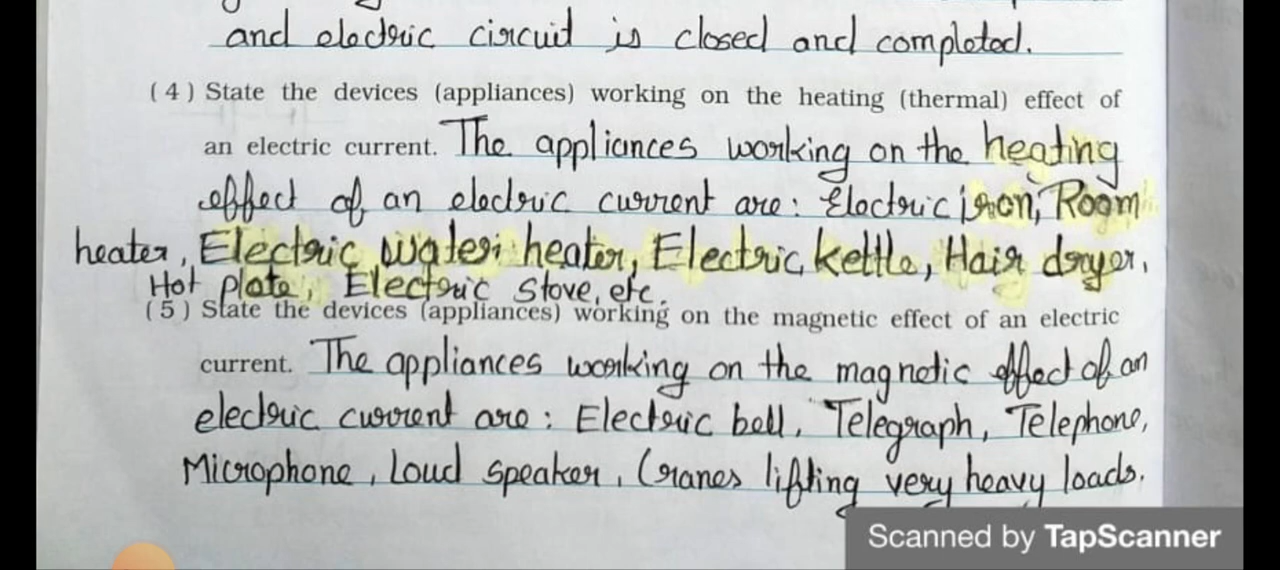 and electric circuit is closed and completed.
(4) State the devices (appliances) working on the heating (thermal) effect of
an electric current. The appliances working on the heating
effect of an electric current are: Electric iron, Room
heater, Electric water heater, Electric kettle, Hair dryer,
Hot plate, Electric stove, etc.
(5) State the devices (appliances) working on the magnetic effect of an electric
current. The appliances working on the magnetic effect of an
electric current are: Electric bell, Telegraph, Telephone,
Microphone, Loud speaker, Cranes lifting very heavy loads.
Scanned by TapScanner